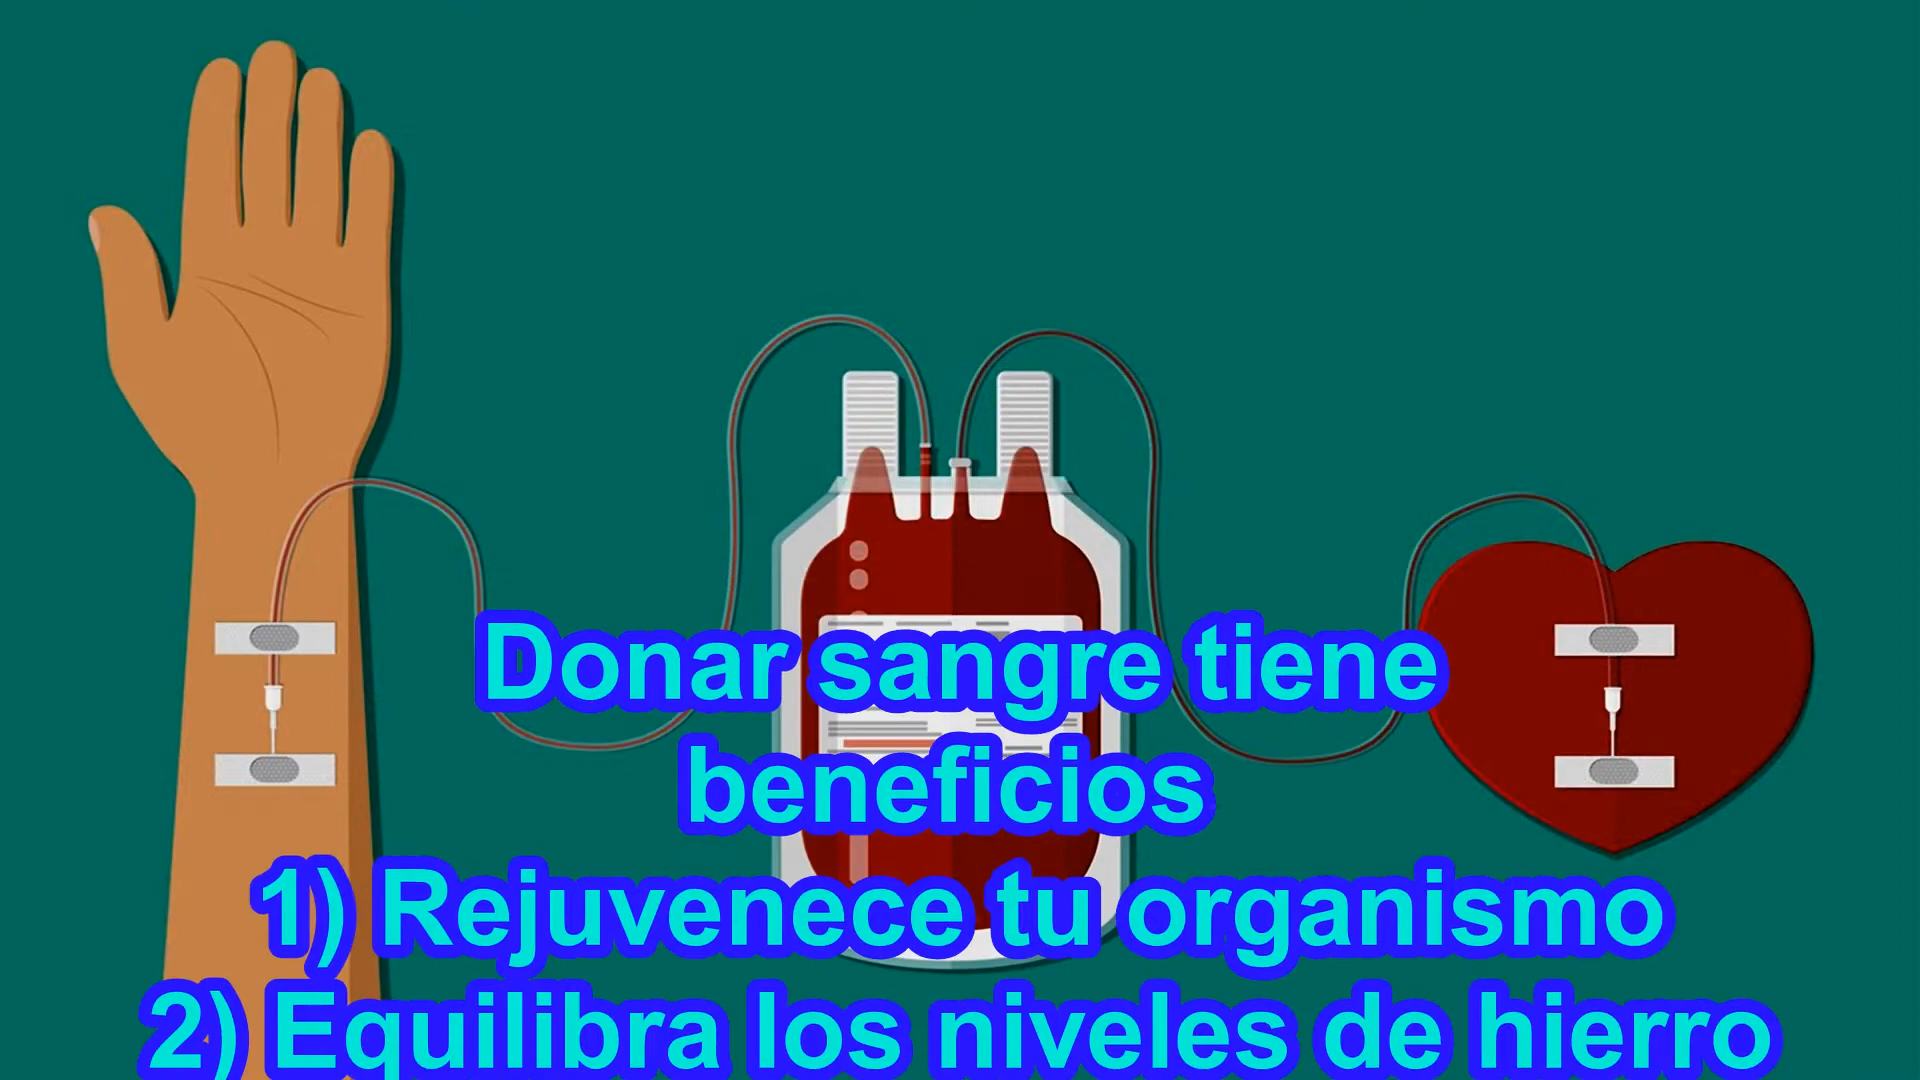 Donar sangre tiene
beneficios
1) Rejuvenece tu organismo
2) Equilibra los niveles de hierro